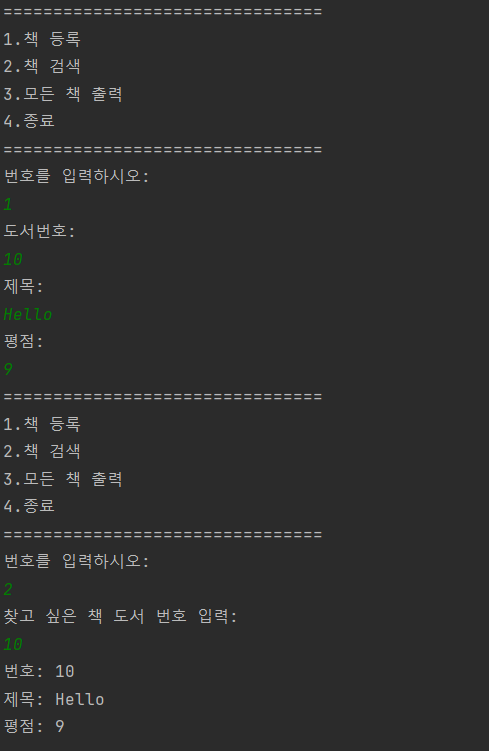 ================================
1.책 등록
2.책 검색
3.모든 책 출력
4.종료
================================
번호를 입력하시오:
1
도서번호:
10
제목:
Hello
평점:
9
================================
1.책 등록
2.책 검색
3.모든 책 출력
4.종료
================================
번호를 입력하시오:
2
찾고 싶은 책 도서 번호 입력:
10
번호: 10
제목: Hello
평점: 9